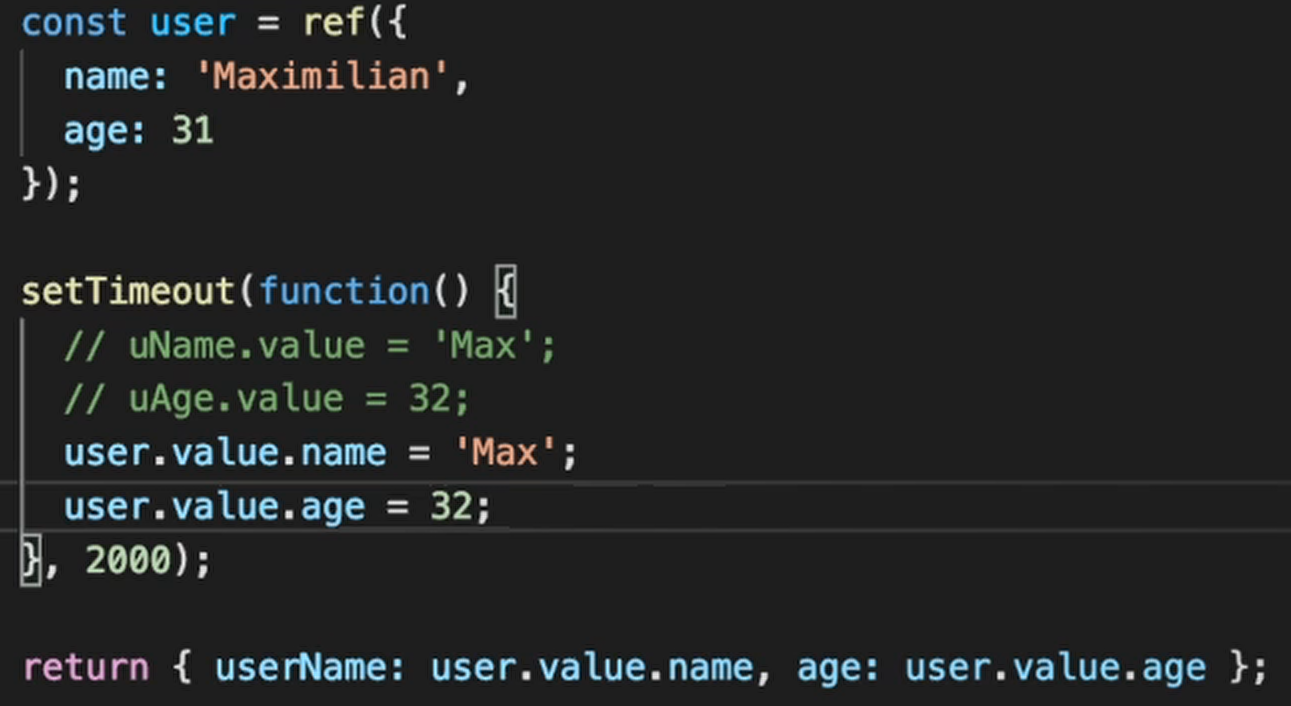 const user = ref({
  name: 'Maximilian',
  age: 31
});

setTimeout(function() {
  // uName.value = 'Max';
  // uAge.value = 32;
  user.value.name = 'Max';
  user.value.age = 32;
}, 2000);

return { userName: user.value.name, age: user.value.age };